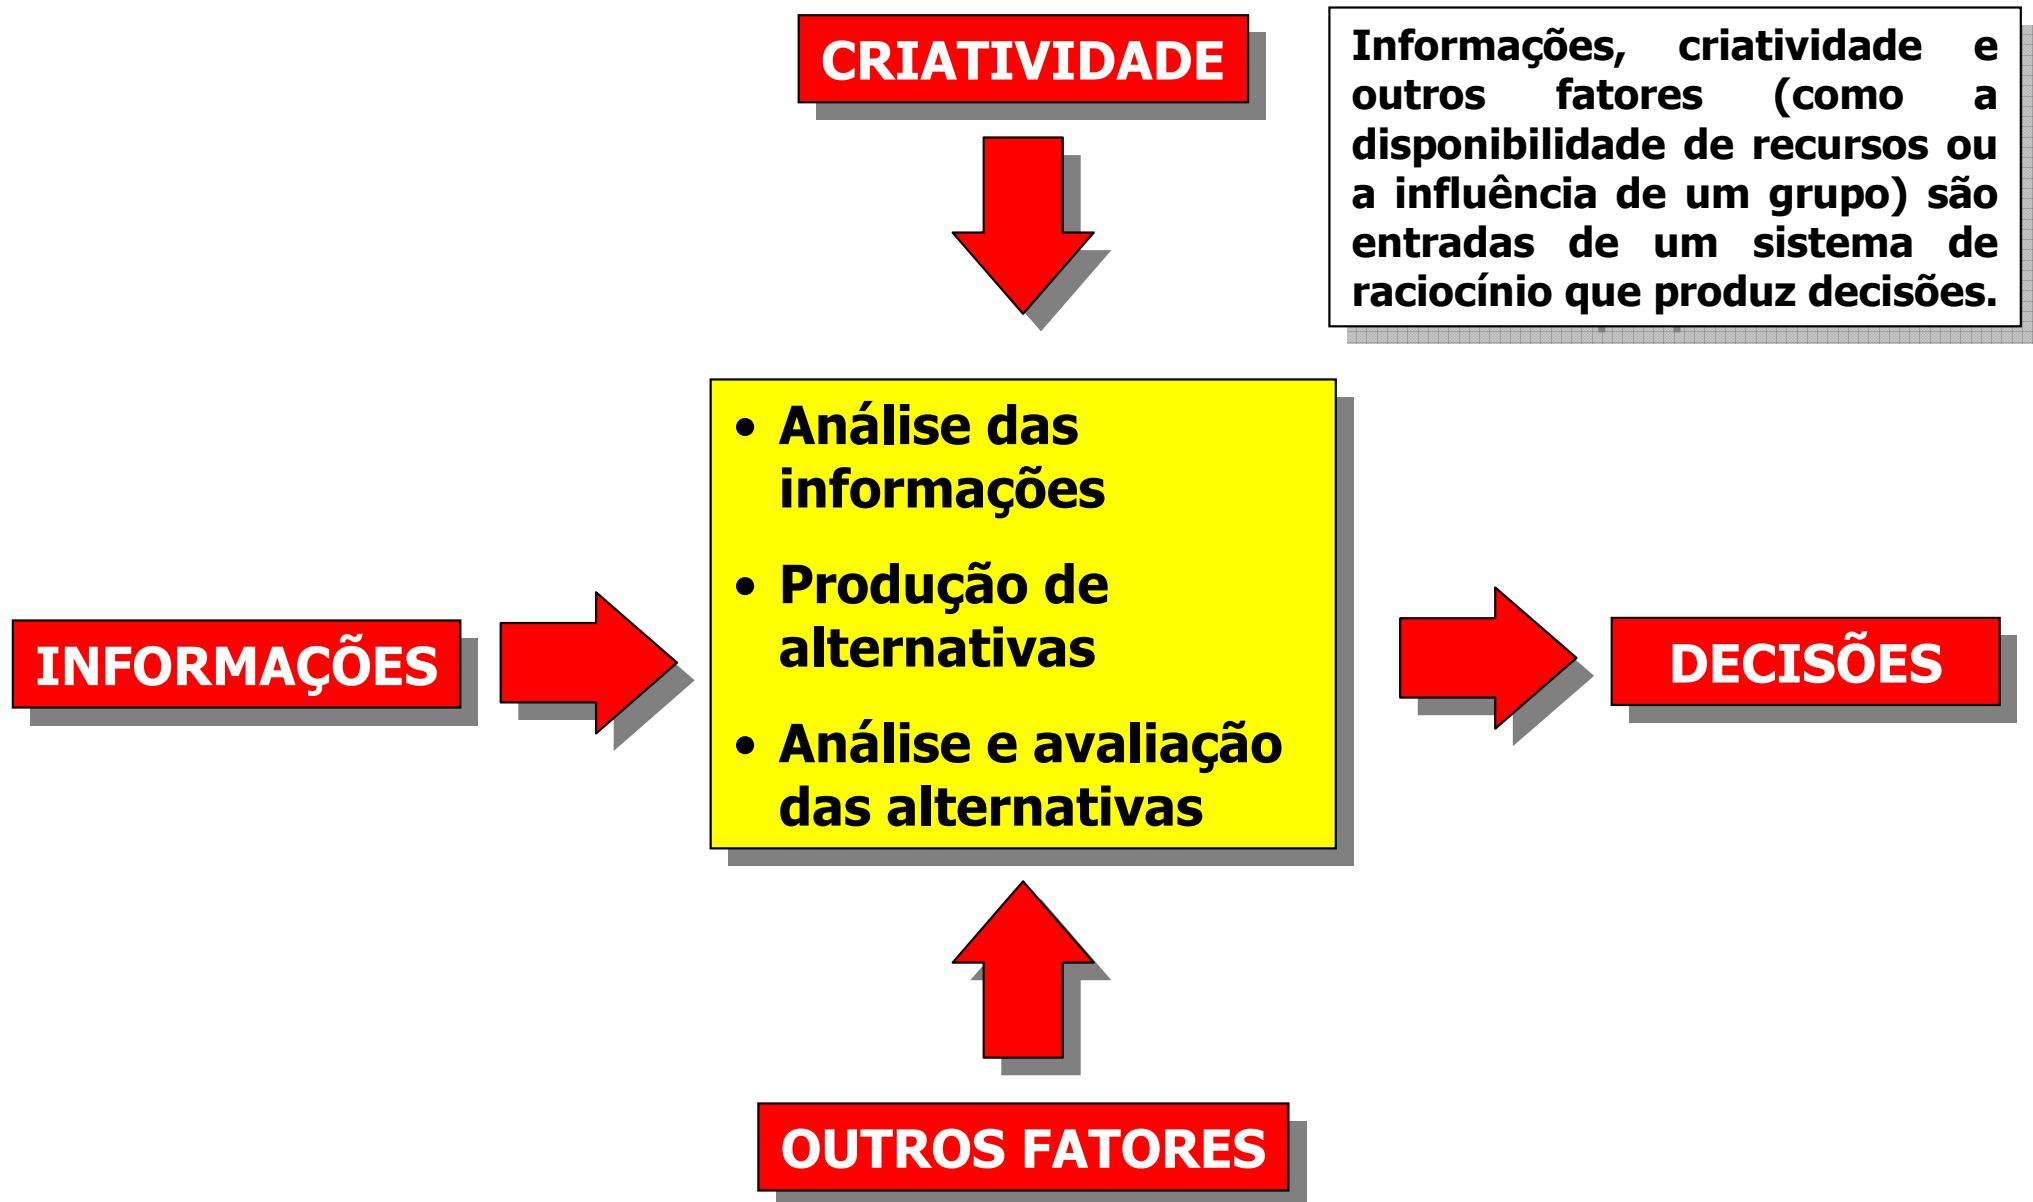 CRIATIVIDADE
Informações, criatividade e
outros fatores (como a
disponibilidade de recursos ou
a influência de um grupo) são
entradas de um sistema de
raciocínio que produz decisões.
• Análise das
informações
• Produção de
alternativas
• Análise e avaliação
das alternativas
INFORMAÇÕES
DECISÕES
OUTROS FATORES